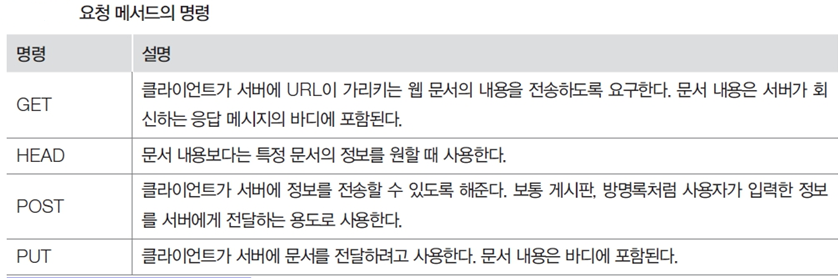 요청 메서드의 명령
명령 설명
GET 클라이언트가 서버에 URL이 가리키는 웹 문서의 내용을 전송하도록 요구한다. 문서 내용은 서버가 회
신하는 응답 메시지의 바디에 포함된다.
HEAD 문서 내용보다는 특정 문서의 정보를 원할 때 사용한다.
POST 클라이언트가 서버에 정보를 전송할 수 있도록 해준다. 보통 게시판, 방명록처럼 사용자가 입력한 정보
를 서버에게 전달하는 용도로 사용한다.
PUT 클라이언트가 서버에 문서를 전달하려고 사용한다. 문서 내용은 바디에 포함된다.